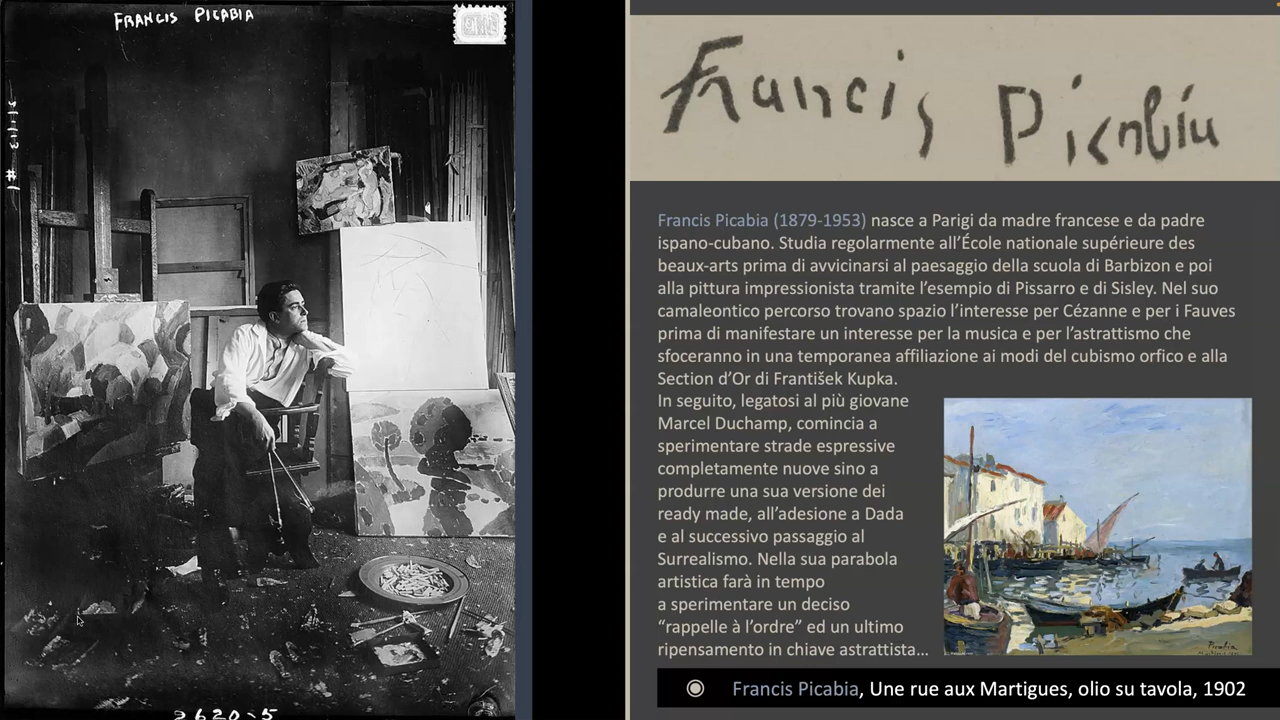 FRANCIS PICABIA
2620-5
Francis Picabia
Francis Picabia (1879-1953) nasce a Parigi da madre francese e da padre
ispano-cubano. Studia regolarmente all’École nationale supérieure des
beaux-arts prima di avvicinarsi al paesaggio della scuola di Barbizon e poi
alla pittura impressionista tramite l’esempio di Pissarro e di Sisley. Nel suo
camaleontico percorso trovano spazio l’interesse per Cézanne e per i Fauves
prima di manifestare un interesse per la musica e per l’astrattismo che
sfoceranno in una temporanea affiliazione ai modi del cubismo orfico e alla
Section d’Or di František Kupka.
In seguito, legatosi al più giovane
Marcel Duchamp, comincia a
sperimentare strade espressive
completamente nuove sino a
produrre una sua versione dei
ready made, all’adesione a Dada
e al successivo passaggio al
Surrealismo. Nella sua parabola
artistica farà in tempo
a sperimentare un deciso
“rappelle à l’ordre” ed un ultimo
ripensamento in chiave astrattista...
Picabia
Francis Picabia, Une rue aux Martigues, olio su tavola, 1902